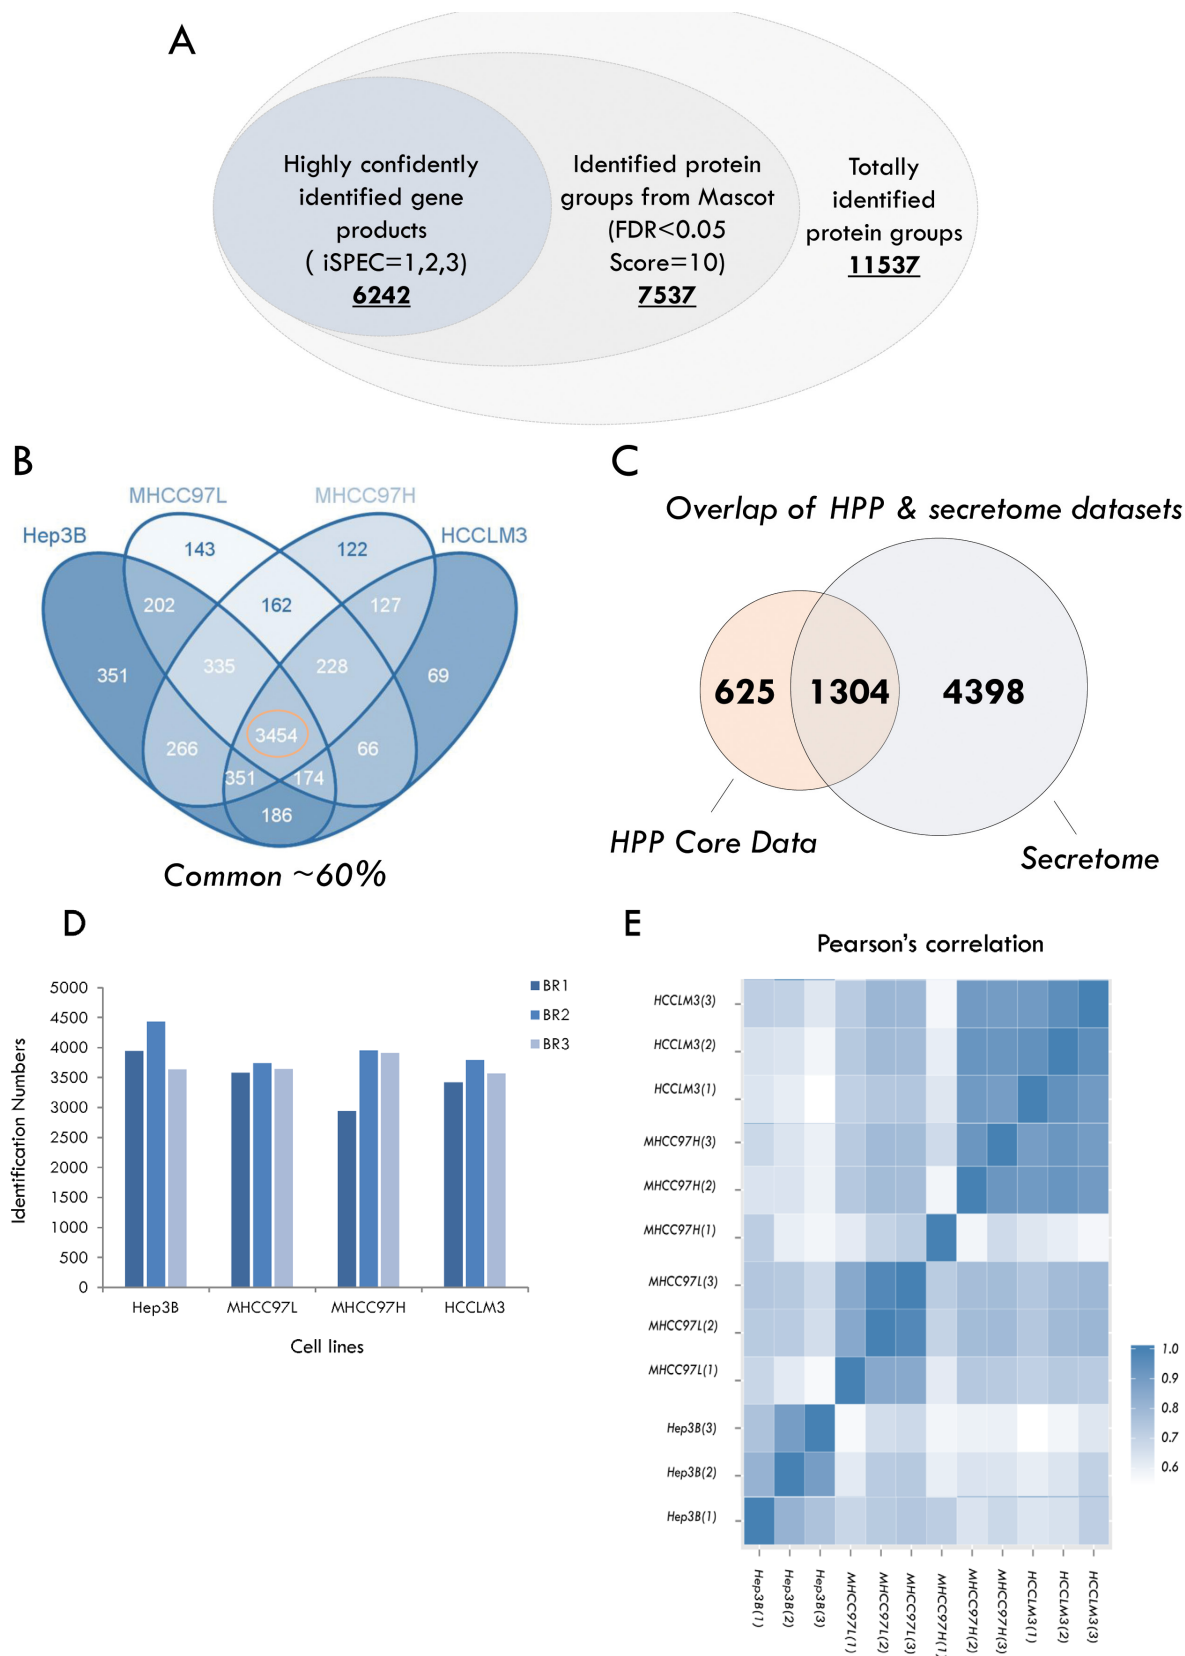 A
Highly confidently
identified gene
products
( iSPEC=1,2,3)
6242
Identified protein
groups from Mascot
(FDR<0.05
Score=10)
7537
Totally
identified
protein groups
11537
B
MHCC97L
MHCC97H
Hep3B
HCCLM3
143
122
202
162
127
351
335
228
69
266
3454
66
351
174
186
Common ~60%
C
Overlap of HPP & secretome datasets
625
1304
4398
HPP Core Data
Secretome
D
5000
4500
4000
3500
3000
2500
2000
1500
1000
500
0
Identification Numbers
Hep3B
MHCC97L
MHCC97H
HCCLM3
Cell lines
BR1
BR2
BR3
E
Pearson's correlation
HCCLM3(3)
HCCLM3(2)
HCCLM3(1)
MHCC97H(3)
MHCC97H(2)
MHCC97H(1)
MHCC97L(3)
MHCC97L(2)
MHCC97L(1)
Hep3B(3)
Hep3B(2)
Hep3B(1)
Hep3B(1)
Hep3B(2)
Hep3B(3)
MHCC97L(1)
MHCC97L(2)
MHCC97L(3)
MHCC97H(1)
MHCC97H(2)
MHCC97H(3)
HCCLM3(1)
HCCLM3(2)
HCCLM3(3)
1.0
0.9
0.8
0.7
0.6